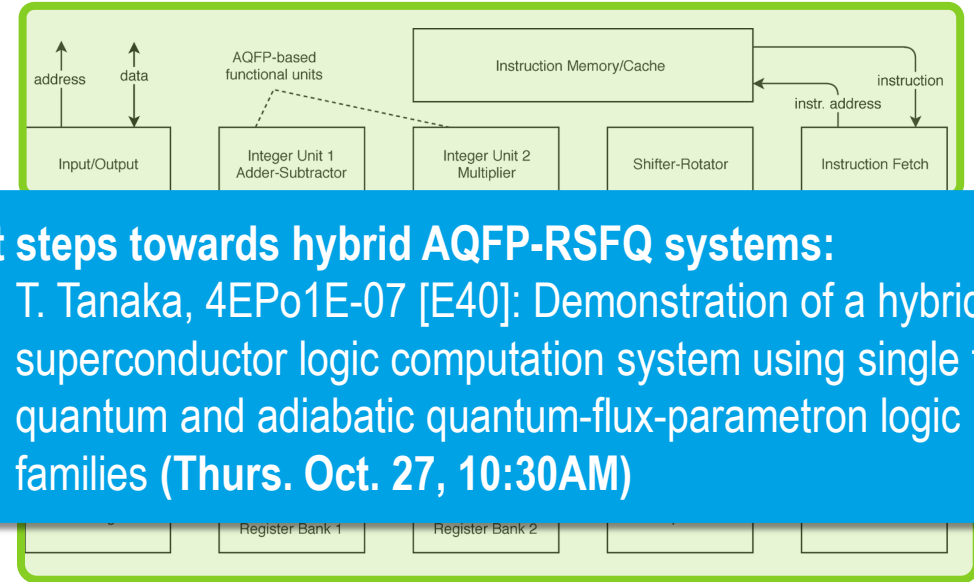 address
data
AQFP-based
functional units
Instruction Memory/Cache
instruction
instr. address
Input/Output
Integer Unit 1
Adder-Subtractor
Integer Unit 2
Multiplier
Shifter-Rotator
Instruction Fetch
steps towards hybrid AQFP-RSFQ systems:
T. Tanaka, 4EPo1E-07 [E40]: Demonstration of a hybrid
superconductor logic computation system using single
quantum and adiabatic quantum-flux-parametron logic
families (Thurs. Oct. 27, 10:30AM)
Register Bank 1
Register Bank 2